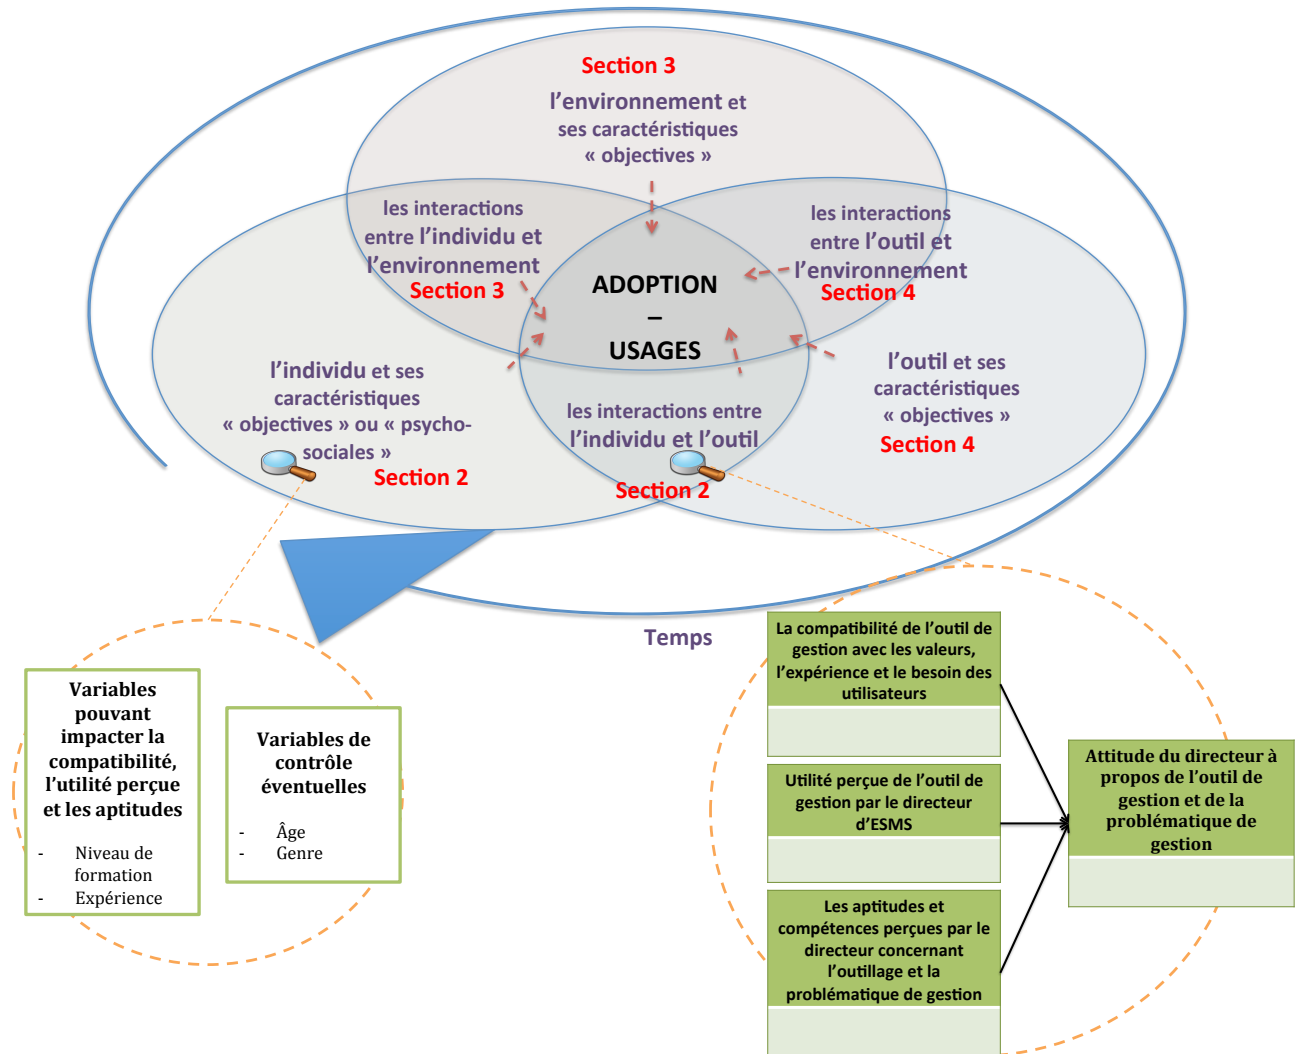 Section 3
l'environnement et
ses caractéristiques
« objectives »
les interactions
entre l'individu et
l'environnement
Section 3
les interactions
entre l'outil et
l'environnement
Section 4
ADOPTION
–
USAGES
l'individu et ses
caractéristiques
« objectives » ou « psycho-
sociales »
Section 2
les interactions entre
l'individu et l'outil
Section 2
l'outil et ses
caractéristiques
« objectives »
Section 4
Temps
Variables
pouvant
impacter la
compatibilité,
l'utilité perçue
et les aptitudes
- Niveau de
formation
- Expérience
Variables de
contrôle
éventuelles
- Âge
- Genre
La compatibilité de l'outil de
gestion avec les valeurs,
l'expérience et le besoin des
utilisateurs
Utilité perçue de l'outil de
gestion par le directeur
d'ESMS
Les aptitudes et
compétences perçues par le
directeur concernant
l'outillage et la
problématique de gestion
Attitude du directeur à
propos de l'outil de
gestion et de la
problématique de
gestion